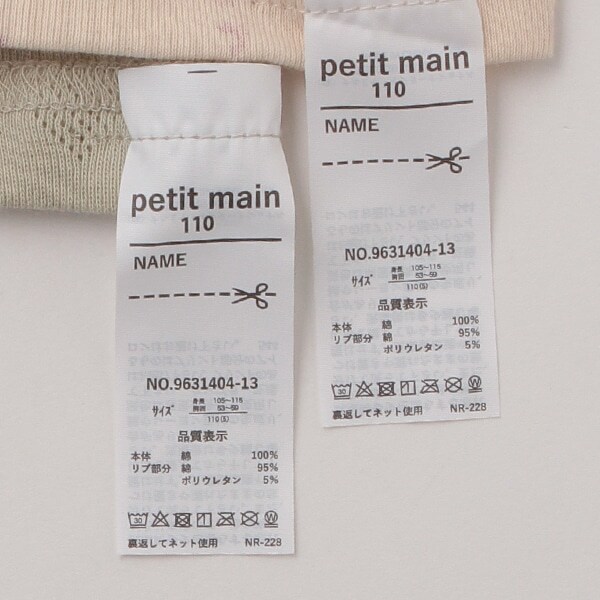 petit main
110
NAME
NO.9631404-13
サイズ 身長 105~115
胸囲 53~59
110(S)
品質表示
本体 綿 100%
リブ部分 綿 95%
ポリウレタン 5%
裏返してネット使用 NR-228
petit main
110
NAME
NO.9631404-13
サイズ 身長 105~115
胸囲 53~59
110(S)
品質表示
本体 綿 100%
リブ部分 綿 95%
ポリウレタン 5%
裏返してネット使用 NR-228